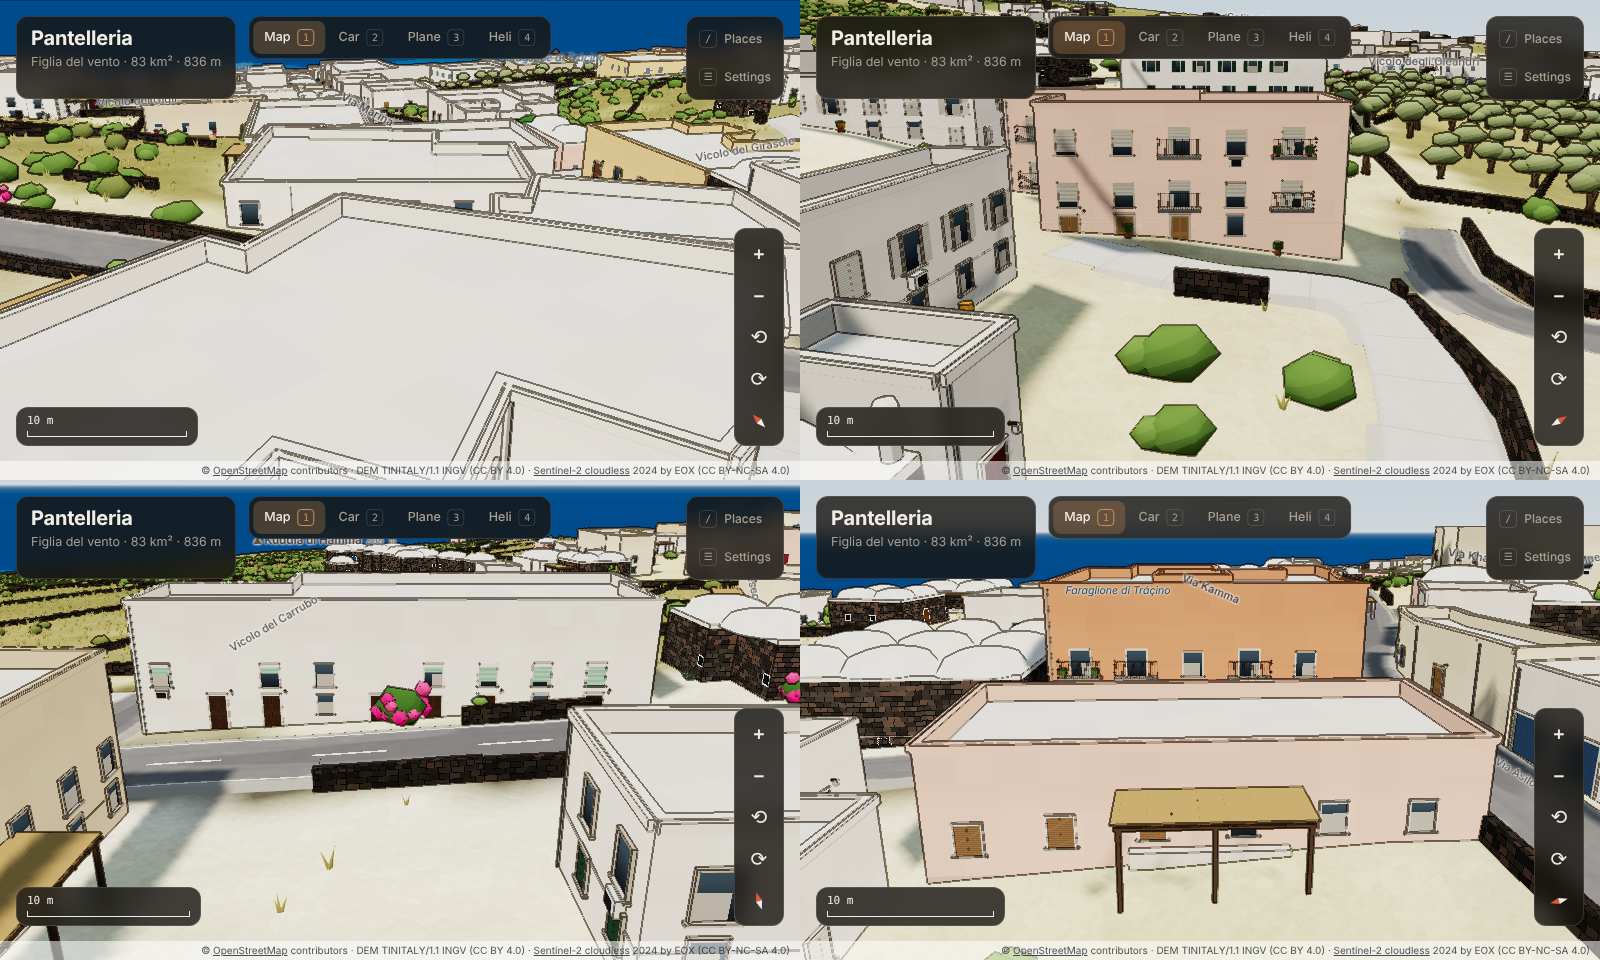 Pantelleria
Figlia del vento · 83 km² · 836 m
Map 1 Car 2 Plane 3 Heli 4
/ Places
☰ Settings
Vicolo dei Gigli
Vicolo del Girasole
+
−
10 m
© OpenStreetMap contributors · DEM TINITALY/1.1 INGV (CC BY 4.0) · Sentinel-2 cloudless 2024 by EOX (CC BY-NC-SA 4.0)
Pantelleria
Figlia del vento · 83 km² · 836 m
Map 1 Car 2 Plane 3 Heli 4
/ Places
☰ Settings
Vicolo degli Oleandri
+
−
10 m
© OpenStreetMap contributors · DEM TINITALY/1.1 INGV (CC BY 4.0) · Sentinel-2 cloudless 2024 by EOX (CC BY-NC-SA 4.0)
Pantelleria
Figlia del vento · 83 km² · 836 m
Map 1 Car 2 Plane 3 Heli 4
/ Places
☰ Settings
Vicolo del Carrubo
+
−
10 m
© OpenStreetMap contributors · DEM TINITALY/1.1 INGV (CC BY 4.0) · Sentinel-2 cloudless 2024 by EOX (CC BY-NC-SA 4.0)
Pantelleria
Figlia del vento · 83 km² · 836 m
Map 1 Car 2 Plane 3 Heli 4
/ Places
☰ Settings
Via Kamma
Faraglione di Tracino
+
−
10 m
© OpenStreetMap contributors · DEM TINITALY/1.1 INGV (CC BY 4.0) · Sentinel-2 cloudless 2024 by EOX (CC BY-NC-SA 4.0)